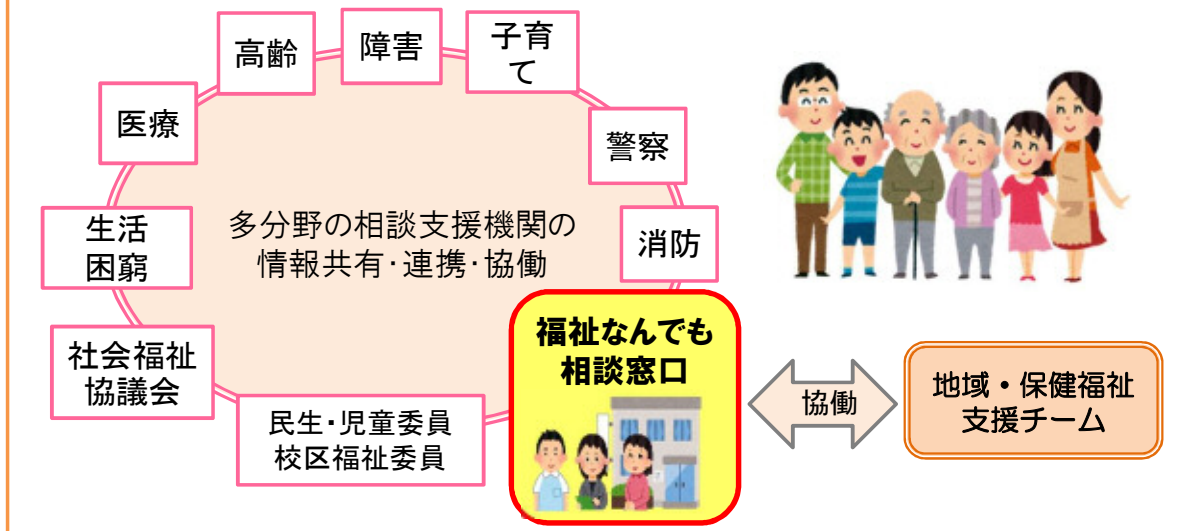 高齢
障害
子育
て
医療
警察
生活
困窮
多分野の相談支援機関の
情報共有・連携・協働
消防
社会福祉
協議会
民生・児童委員
校区福祉委員
福祉なんでも
相談窓口
協働
地域・保健福祉
支援チーム